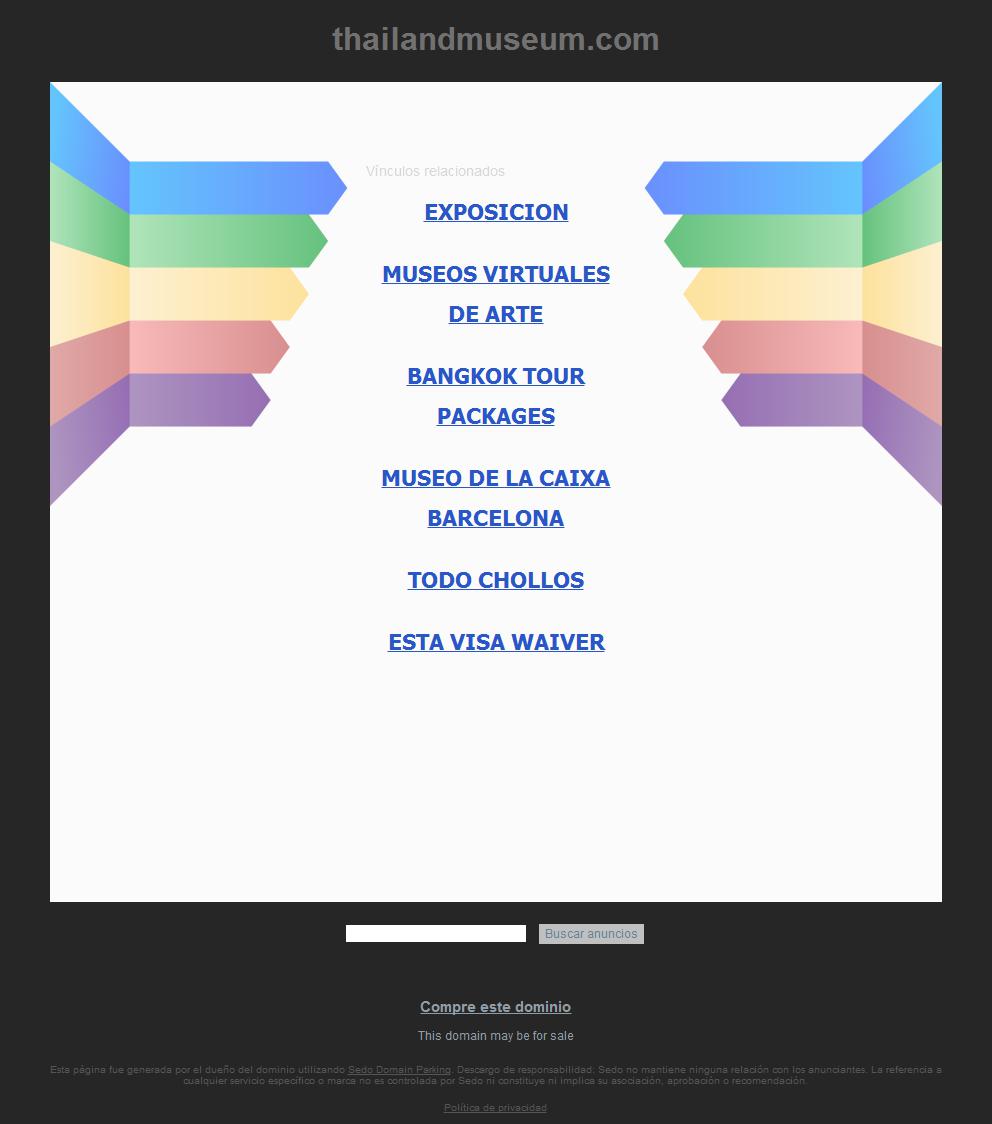 thailandmuseum.com
Vínculos relacionados
EXPOSICION
MUSEOS VIRTUALES
DE ARTE
BANGKOK TOUR
PACKAGES
MUSEO DE LA CAIXA
BARCELONA
TODO CHOLLOS
ESTA VISA WAIVER
Buscar anuncios
Compre este dominio
This domain may be for sale
Esta página fue generada por el dueño del dominio utilizando Sedo Domain Parking. Descargo de responsabilidad: Sedo no mantiene ninguna relación con los anunciantes. La referencia a
cualquier servicio específico o marca no es controlada por Sedo ni constituye ni implica su asociación, aprobación o recomendación.
Política de privacidad